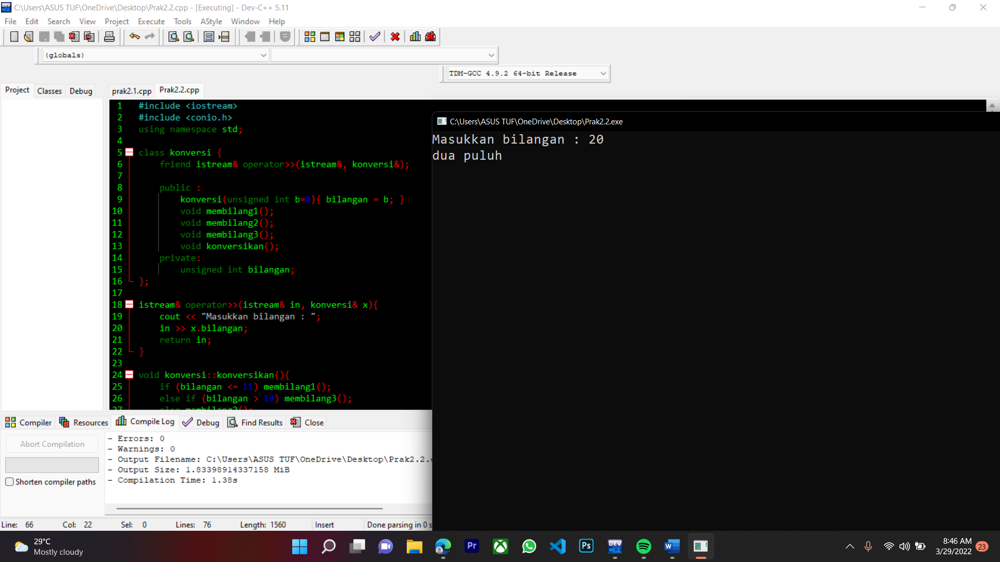 C:\Users\ASUS TUF\OneDrive\Desktop\Prak2.2.cpp - [Executing] - Dev-C++ 5.11
File Edit Search View Project Execute Tools AStyle Window Help
(globals)
TDM-GCC 4.9.2 64-bit Release
Project Classes Debug
prak2.1.cpp Prak2.2.cpp
1 #include <iostream>
2 #include <conio.h>
3 using namespace std;
4
5 class konversi {
6 friend istream& operator>>(istream&, konversi&);
7
8 public :
9 konversi(unsigned int b=0){ bilangan = b; }
10 void membilang1();
11 void membilang2();
12 void membilang3();
13 void konversikan();
14 private:
15 unsigned int bilangan;
16 };
17
18 istream& operator>>(istream& in, konversi& x){
19 cout << "Masukkan bilangan : ";
20 in >> x.bilangan;
21 return in;
22 }
23
24 void konversi::konversikan(){
25 if (bilangan <= 11) membilang1();
26 else if (bilangan > 19) membilang3();
27 else membilang2();
C:\Users\ASUS TUF\OneDrive\Desktop\Prak2.2.exe
Masukkan bilangan : 20
dua puluh
Compiler Resources Compile Log Debug Find Results Close
Abort Compilation
Shorten compiler paths
- Errors: 0
- Warnings: 0
- Output Filename: C:\Users\ASUS TUF\OneDrive\Desktop\Prak2.2.
- Output Size: 1.83398914337158 MiB
- Compilation Time: 1.38s
Line: 66 Col: 22 Sel: 0 Lines: 76 Length: 1560 Insert Done parsing in 0 s
29°C
Mostly cloudy
Pr
Ps
DEV
C++
W
8:46 AM
3/29/2022
23